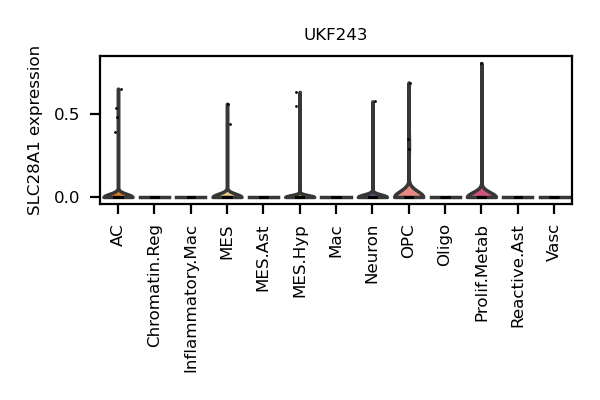 UKF243
SLC28A1 expression
0.5
0.0
AC
Chromatin.Reg
Inflammatory.Mac
MES
MES.Ast
MES.Hyp
Mac
Neuron
OPC
Oligo
Prolif.Metab
Reactive.Ast
Vasc